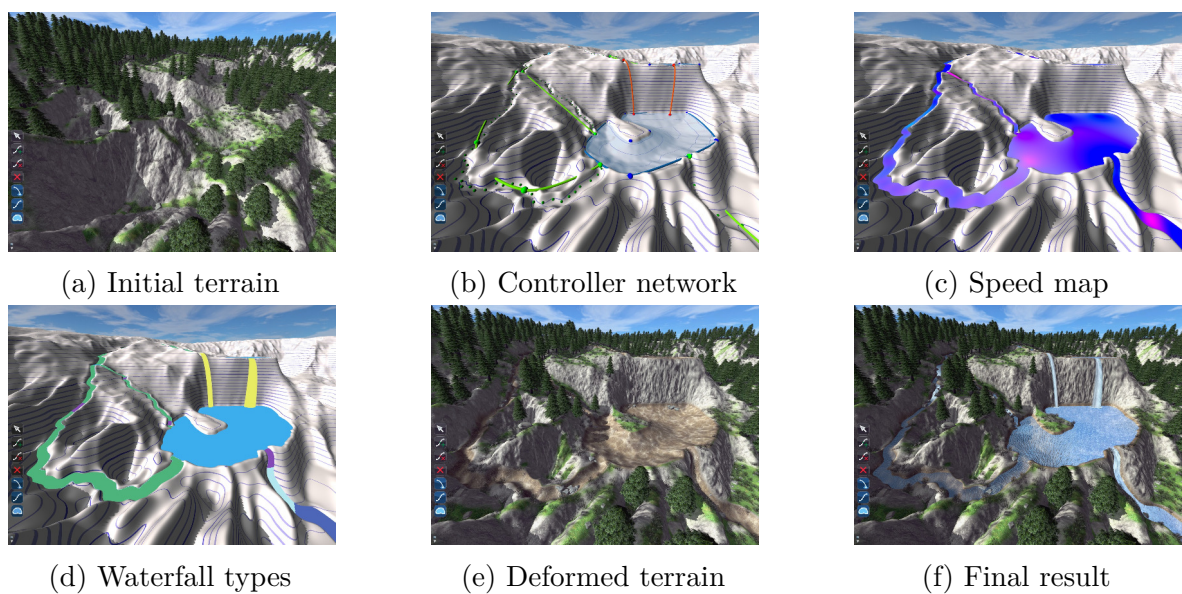 (a) Initial terrain
(b) Controller network
(c) Speed map
(d) Waterfall types
(e) Deformed terrain
(f) Final result